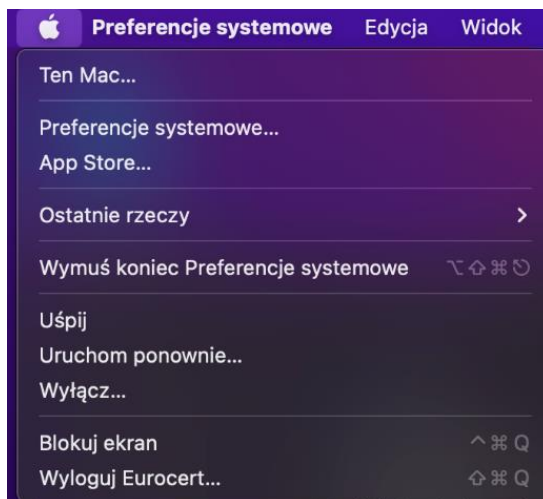 Preferencje systemowe Edycja Widok
Ten Mac...
Preferencje systemowe...
App Store...
Ostatnie rzeczy
Wymuś koniec Preferencje systemowe ⌥⇧⌘⎋
Uśpij
Uruchom ponownie...
Wyłącz...
Blokuj ekran ^⌘Q
Wyloguj Eurocert... ⇧⌘Q